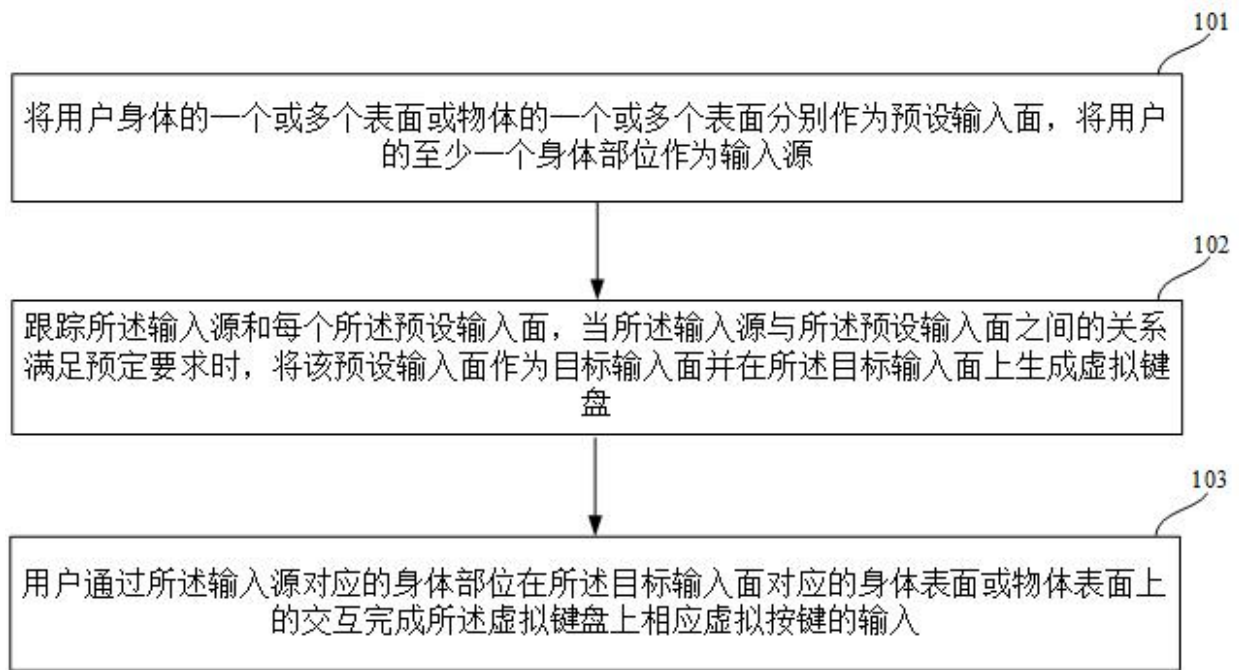 101
将用户身体的一个或多个表面或物体的一个或多个表面分别作为预设输入面，将用户
的至少一个身体部位作为输入源
102
跟踪所述输入源和每个所述预设输入面，当所述输入源与所述预设输入面之间的关系
满足预定要求时，将该预设输入面作为目标输入面并在所述目标输入面上生成虚拟键
盘
103
用户通过所述输入源对应的身体部位在所述目标输入面对应的身体表面或物体表面上
的交互完成所述虚拟键盘上相应虚拟按键的输入